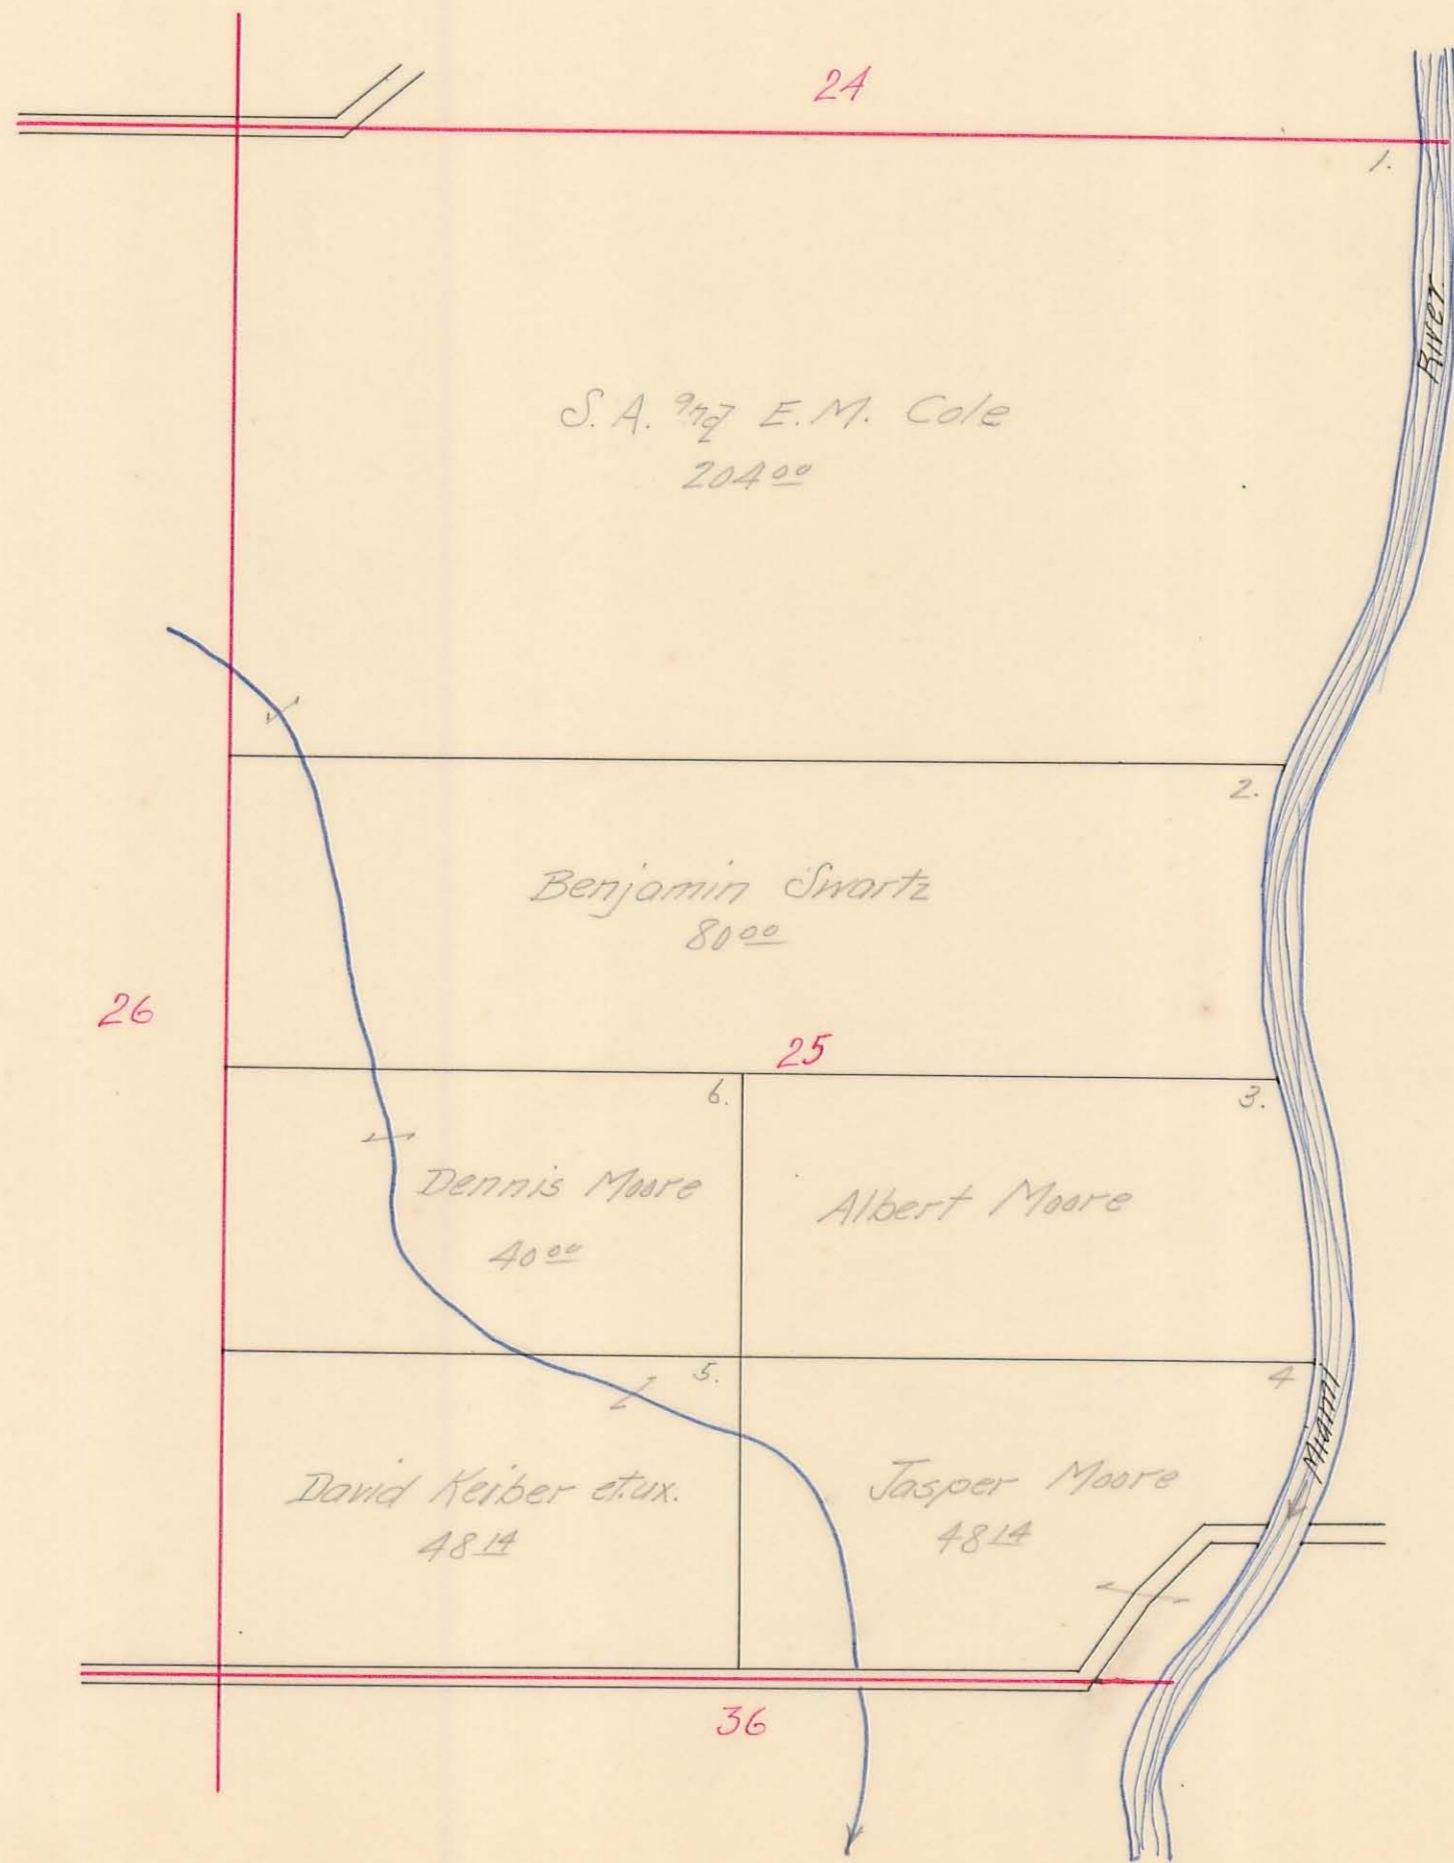 24
1.
River
S.A. and E.M. Cole
204 00
2.
Benjamin Swartz
80 00
26
25
6.
3.
Dennis Moore
40 00
Albert Moore
5.
4
Miami
David Keiber et.ux.
48 14
Jasper Moore
48 14
36